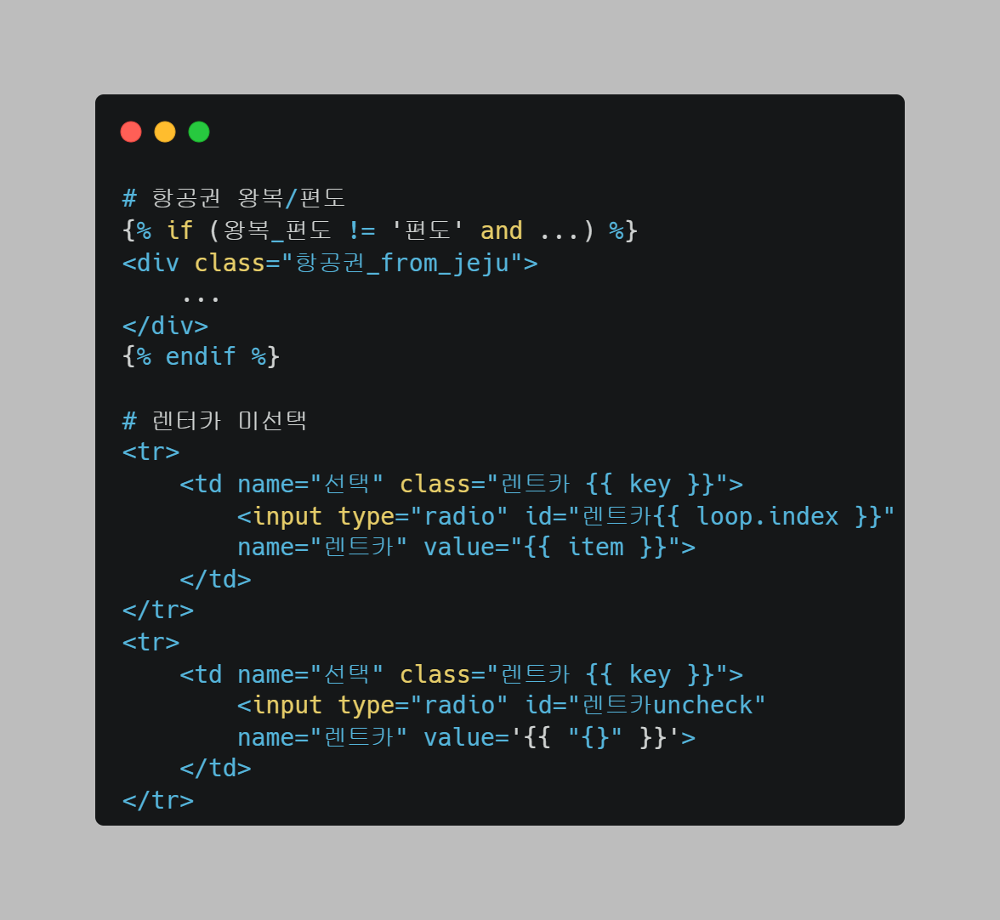 # 항공권 왕복/편도
{% if (왕복_편도 != '편도' and ...) %}
<div class="항공권_from_jeju">
    ...
</div>
{% endif %}

# 렌터카 미선택
<tr>
    <td name="선택" class="렌트카 {{ key }}">
        <input type="radio" id="렌트카{{ loop.index }}"
        name="렌트카" value="{{ item }}">
    </td>
</tr>
<tr>
    <td name="선택" class="렌트카 {{ key }}">
        <input type="radio" id="렌트카uncheck"
        name="렌트카" value='{{ "{}" }}'>
    </td>
</tr>